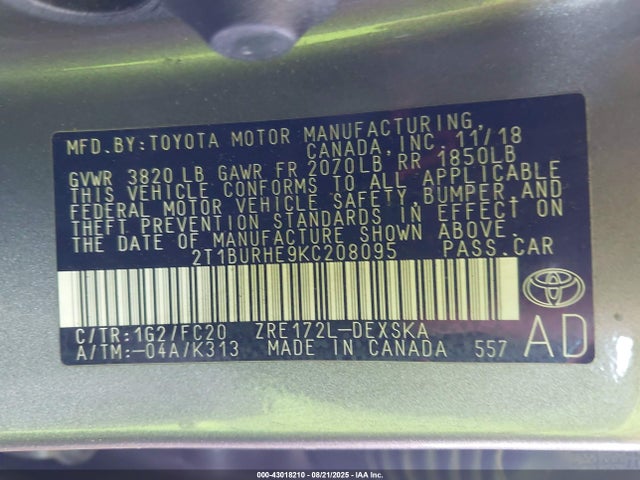 MFD.BY:TOYOTA MOTOR MANUFACTURING,
CANADA,INC. 11/18
GVWR 3820LB GAWR FR 2070LB RR 1850LB
THIS VEHICLE CONFORMS TO ALL APPLICABLE
FEDERAL MOTOR VEHICLE SAFETY,BUMPER,AND
THEFT PREVENTION STANDARDS IN EFFECT ON
THE DATE OF MANUFACTURE SHOWN ABOVE.
2T1BURHE9KC208095 PASS.CAR
C/TR:1G2/FC20 ZRE172L-DEXSKA
A/TM:-04A/K313 MADE IN CANADA 557
TOYOTA
AD
000-43018210 - 08/21/2025 - IAA Inc.